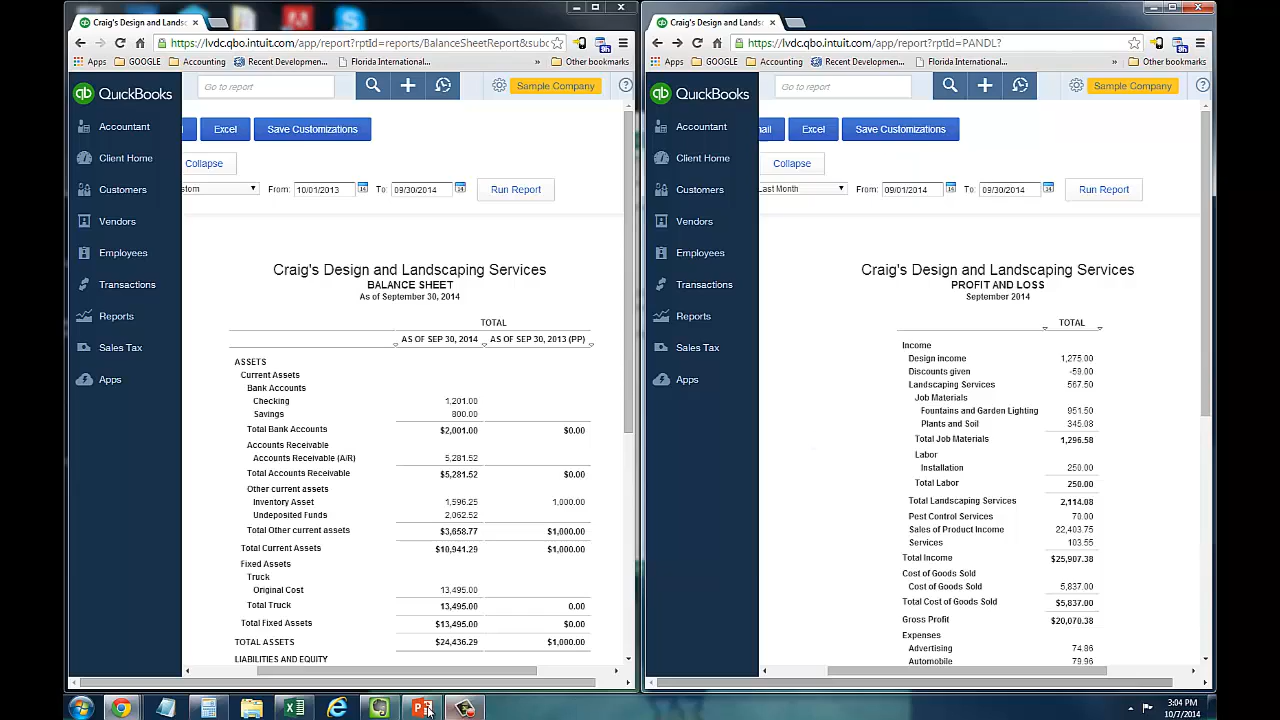 Craig's Design and Lands
https://lvdc.qbo.intuit.com/app/report?rptId=reports/BalanceSheetReport&subc
Apps GOOGLE Accounting Recent Developmen... Florida International... » Other bookmarks
qb QuickBooks
Go to report
Sample Company
?
Accountant
Client Home
Customers
Vendors
Employees
Transactions
Reports
Sales Tax
Apps
Excel Save Customizations
Collapse
stom From: 10/01/2013 To: 09/30/2014 Run Report
Craig's Design and Landscaping Services
BALANCE SHEET
As of September 30, 2014
TOTAL
AS OF SEP 30, 2014 AS OF SEP 30, 2013 (PP)
ASSETS
Current Assets
Bank Accounts
Checking 1,201.00
Savings 800.00
Total Bank Accounts $2,001.00 $0.00
Accounts Receivable
Accounts Receivable (A/R) 5,281.52
Total Accounts Receivable $5,281.52 $0.00
Other current assets
Inventory Asset 1,596.25 1,000.00
Undeposited Funds 2,062.52
Total Other current assets $3,658.77 $1,000.00
Total Current Assets $10,941.29 $1,000.00
Fixed Assets
Truck
Original Cost 13,495.00
Total Truck 13,495.00 0.00
Total Fixed Assets $13,495.00 $0.00
TOTAL ASSETS $24,436.29 $1,000.00
LIABILITIES AND EQUITY
Craig's Design and Lands
https://lvdc.qbo.intuit.com/app/report?rptId=PANDL?
Apps GOOGLE Accounting Recent Developmen... Florida International... » Other bookmarks
qb QuickBooks
Go to report
Sample Company
?
Accountant
Client Home
Customers
Vendors
Employees
Transactions
Reports
Sales Tax
Apps
ail Excel Save Customizations
Collapse
Last Month From: 09/01/2014 To: 09/30/2014 Run Report
Craig's Design and Landscaping Services
PROFIT AND LOSS
September 2014
TOTAL
Income
Design income 1,275.00
Discounts given -59.00
Landscaping Services 567.50
Job Materials
Fountains and Garden Lighting 951.50
Plants and Soil 345.08
Total Job Materials 1,296.58
Labor
Installation 250.00
Total Labor 250.00
Total Landscaping Services 2,114.08
Pest Control Services 70.00
Sales of Product Income 22,403.75
Services 103.55
Total Income $25,907.38
Cost of Goods Sold
Cost of Goods Sold 5,837.00
Total Cost of Goods Sold $5,837.00
Gross Profit $20,070.38
Expenses
Advertising 74.86
Automobile 79.96
3:04 PM
10/7/2014